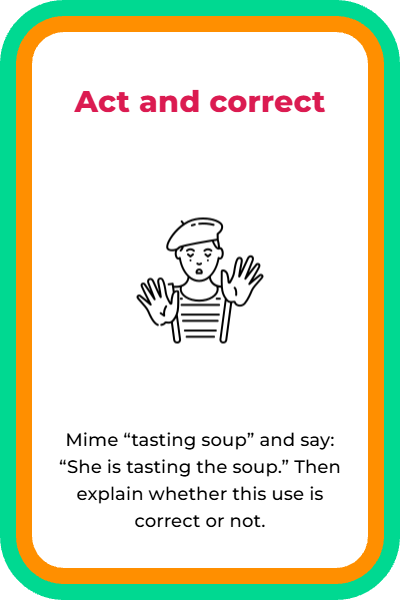 Act and correct
Mime “tasting soup” and say:
“She is tasting the soup.” Then
explain whether this use is
correct or not.